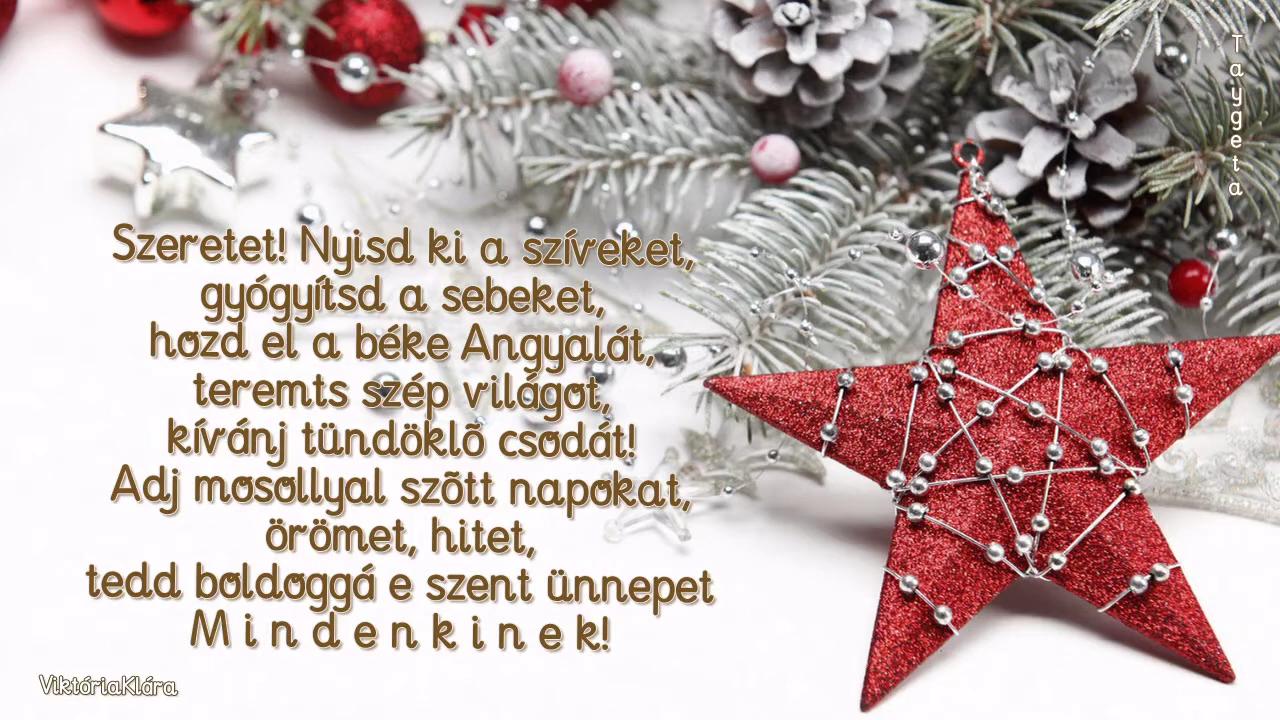 Szeretet! Nyisd ki a szíveket,
gyógyítsd a sebeket,
hozd el a béke Angyalát,
teremts szép világot,
kívánj tündöklõ csodát!
Adj mosollyal szõtt napokat,
örömet, hitet,
tedd boldoggá e szent ünnepet
M i n d e n k i n e k!
ViktóriaKlára
Taygeta